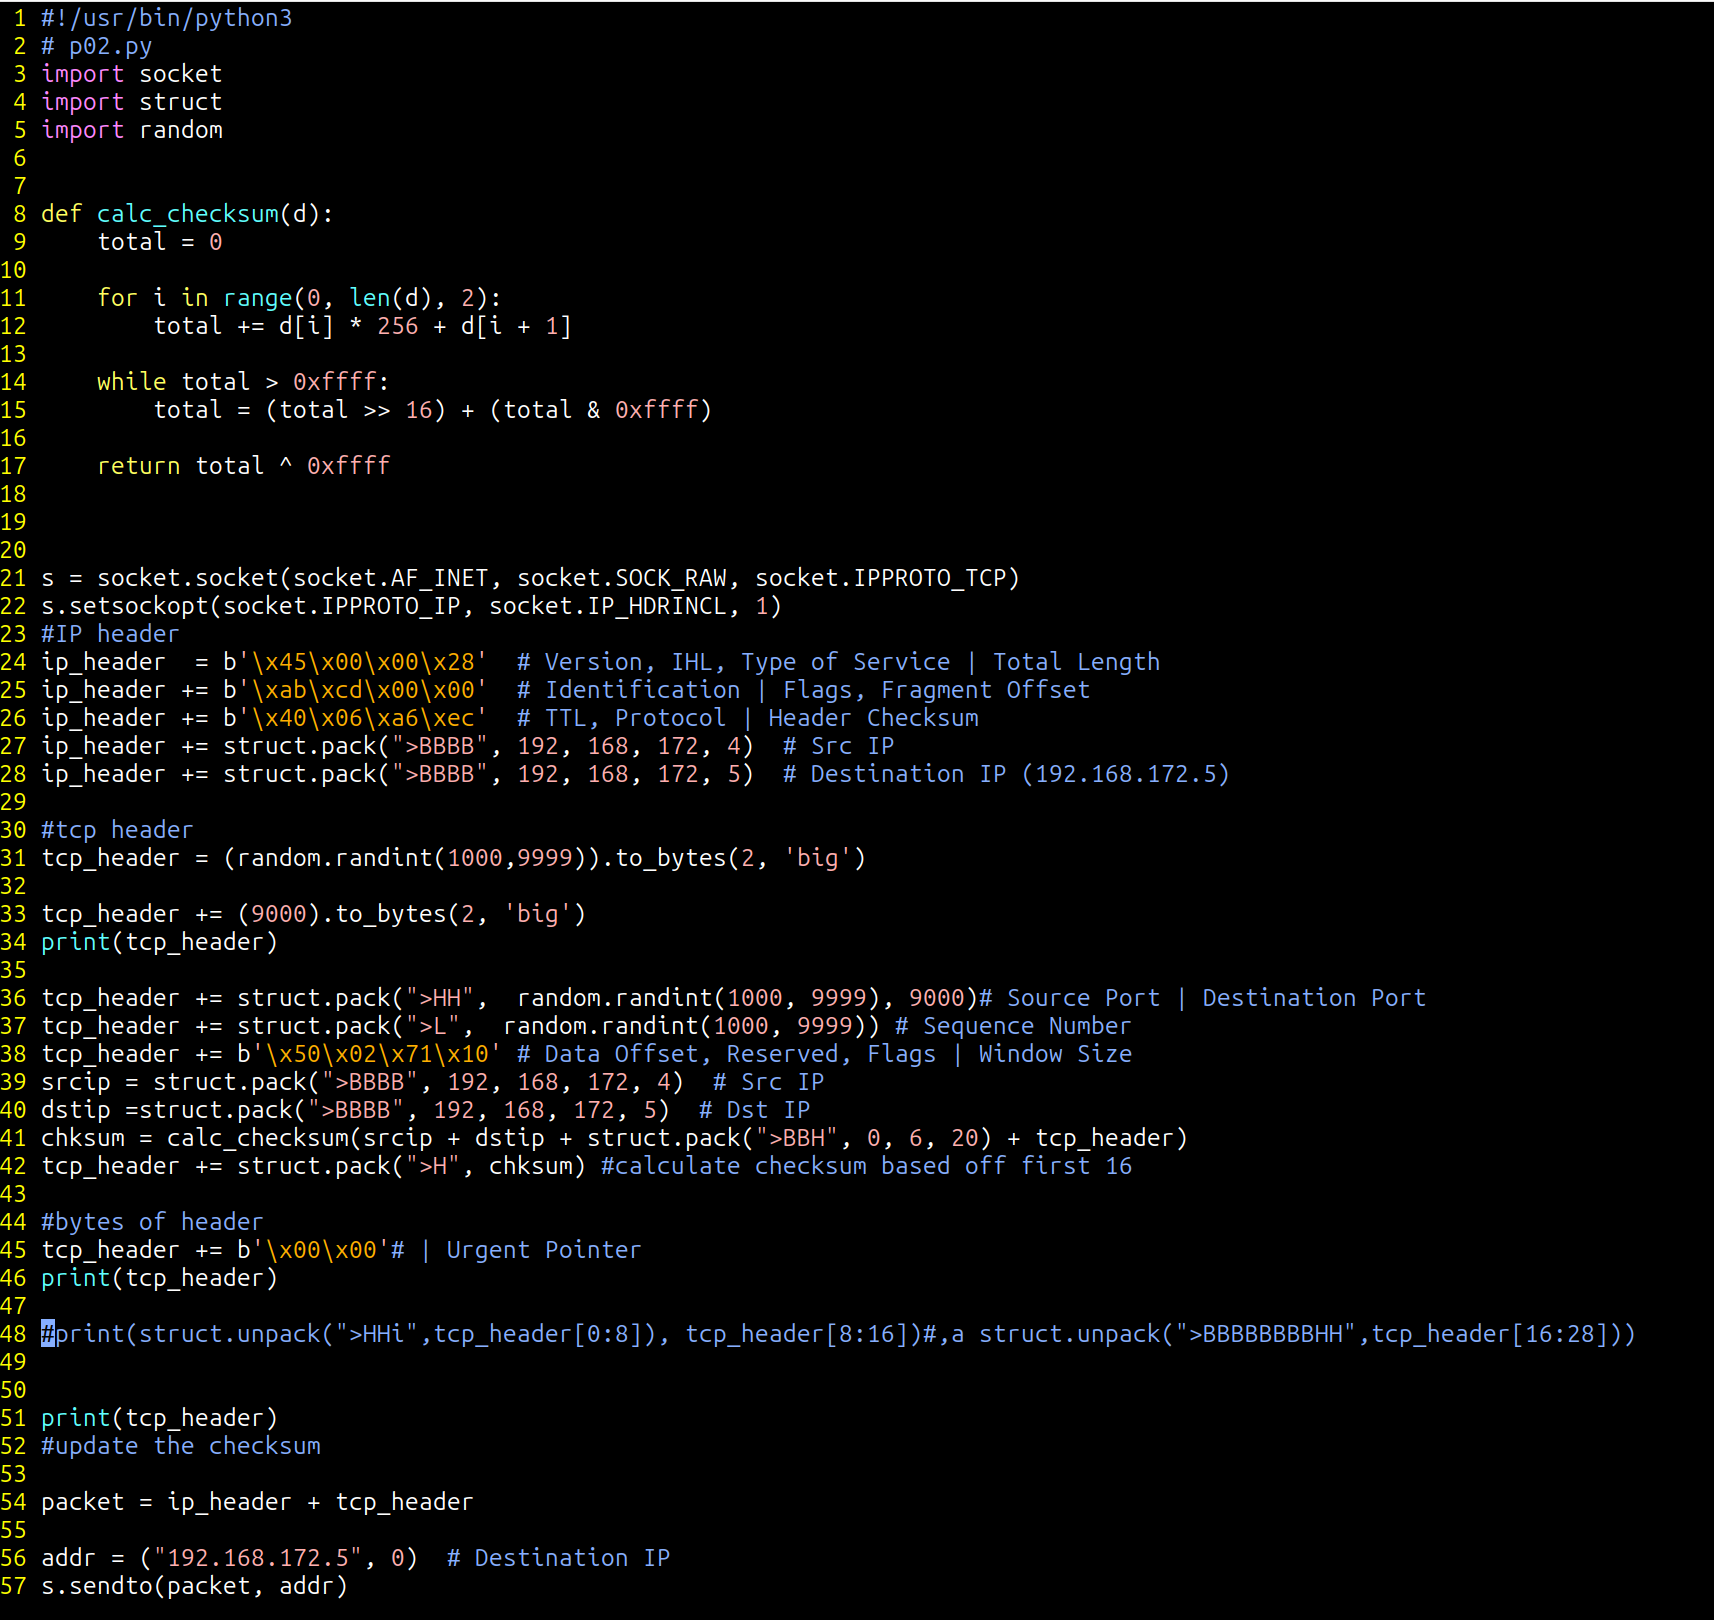 1 #!/usr/bin/python3
2 # p02.py
3 import socket
4 import struct
5 import random
6
7
8 def calc_checksum(d):
9     total = 0
10
11     for i in range(0, len(d), 2):
12         total += d[i] * 256 + d[i + 1]
13
14     while total > 0xffff:
15         total = (total >> 16) + (total & 0xffff)
16
17     return total ^ 0xffff
18
19
20
21 s = socket.socket(socket.AF_INET, socket.SOCK_RAW, socket.IPPROTO_TCP)
22 s.setsockopt(socket.IPPROTO_IP, socket.IP_HDRINCL, 1)
23 #IP header
24 ip_header  = b'\x45\x00\x00\x28'  # Version, IHL, Type of Service | Total Length
25 ip_header += b'\xab\xcd\x00\x00'  # Identification | Flags, Fragment Offset
26 ip_header += b'\x40\x06\xa6\xec'  # TTL, Protocol | Header Checksum
27 ip_header += struct.pack(">BBBB", 192, 168, 172, 4)  # Src IP
28 ip_header += struct.pack(">BBBB", 192, 168, 172, 5)  # Destination IP (192.168.172.5)
29
30 #tcp header
31 tcp_header = (random.randint(1000,9999)).to_bytes(2, 'big')
32
33 tcp_header += (9000).to_bytes(2, 'big')
34 print(tcp_header)
35
36 tcp_header += struct.pack(">HH",  random.randint(1000, 9999), 9000)# Source Port | Destination Port
37 tcp_header += struct.pack(">L",  random.randint(1000, 9999)) # Sequence Number
38 tcp_header += b'\x50\x02\x71\x10' # Data Offset, Reserved, Flags | Window Size
39 srcip = struct.pack(">BBBB", 192, 168, 172, 4)  # Src IP
40 dstip =struct.pack(">BBBB", 192, 168, 172, 5)  # Dst IP
41 chksum = calc_checksum(srcip + dstip + struct.pack(">BBH", 0, 6, 20) + tcp_header)
42 tcp_header += struct.pack(">H", chksum) #calculate checksum based off first 16
43
44 #bytes of header
45 tcp_header += b'\x00\x00'# | Urgent Pointer
46 print(tcp_header)
47
48 #print(struct.unpack(">HHi",tcp_header[0:8]), tcp_header[8:16])#,a struct.unpack(">BBBBBBBBHH",tcp_header[16:28]))
49
50
51 print(tcp_header)
52 #update the checksum
53
54 packet = ip_header + tcp_header
55
56 addr = ("192.168.172.5", 0)  # Destination IP
57 s.sendto(packet, addr)